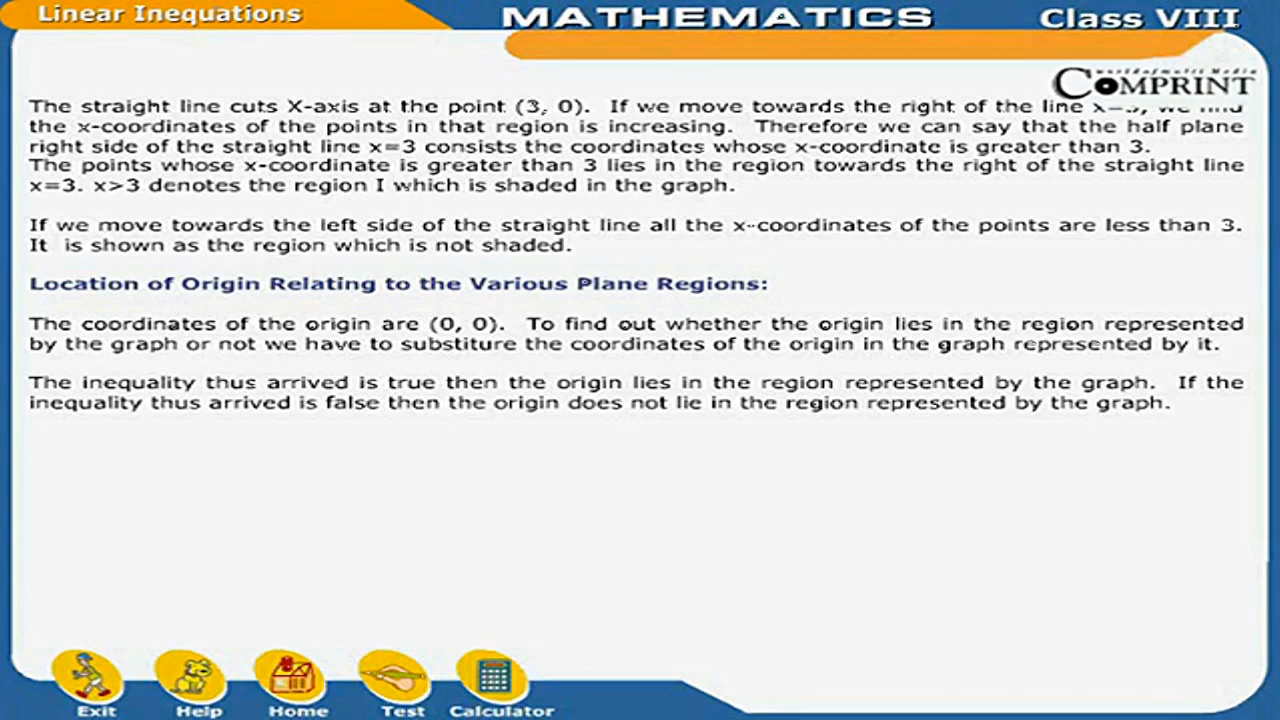 Linear Inequations
MATHEMATICS
Class VIII
world of multi Media
COMPRINT
The straight line cuts X-axis at the point (3, 0). If we move towards the right of the line
the x-coordinates of the points in that region is increasing. Therefore we can say that the half plane
right side of the straight line x=3 consists the coordinates whose x-coordinate is greater than 3.
The points whose x-coordinate is greater than 3 lies in the region towards the right of the straight line
x=3. x>3 denotes the region I which is shaded in the graph.
If we move towards the left side of the straight line all the x-coordinates of the points are less than 3.
It is shown as the region which is not shaded.
Location of Origin Relating to the Various Plane Regions:
The coordinates of the origin are (0, 0). To find out whether the origin lies in the region represented
by the graph or not we have to substiture the coordinates of the origin in the graph represented by it.
The inequality thus arrived is true then the origin lies in the region represented by the graph. If the
inequality thus arrived is false then the origin does not lie in the region represented by the graph.
Exit
Help
Home
Test
Calculator